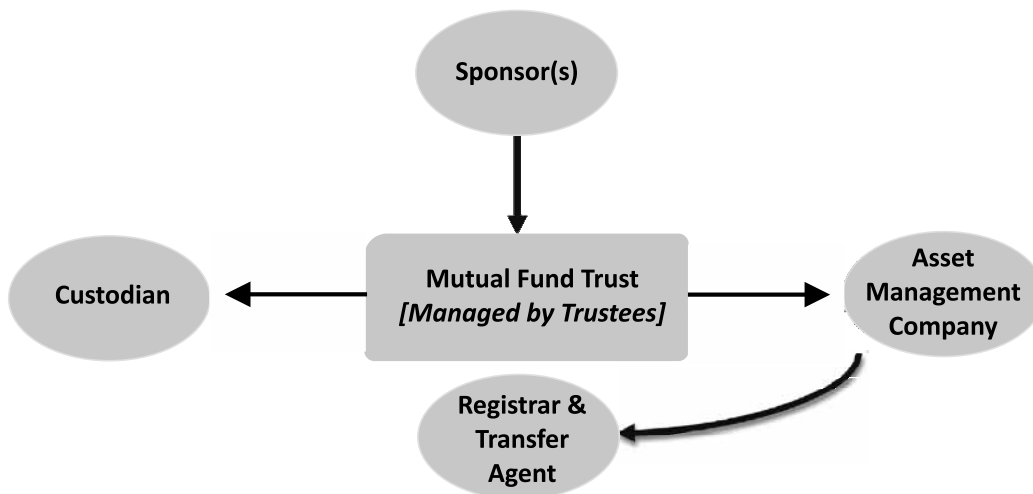 Sponsor(s)
Custodian
Mutual Fund Trust
[Managed by Trustees]
Asset
Management
Company
Registrar &
Transfer
Agent